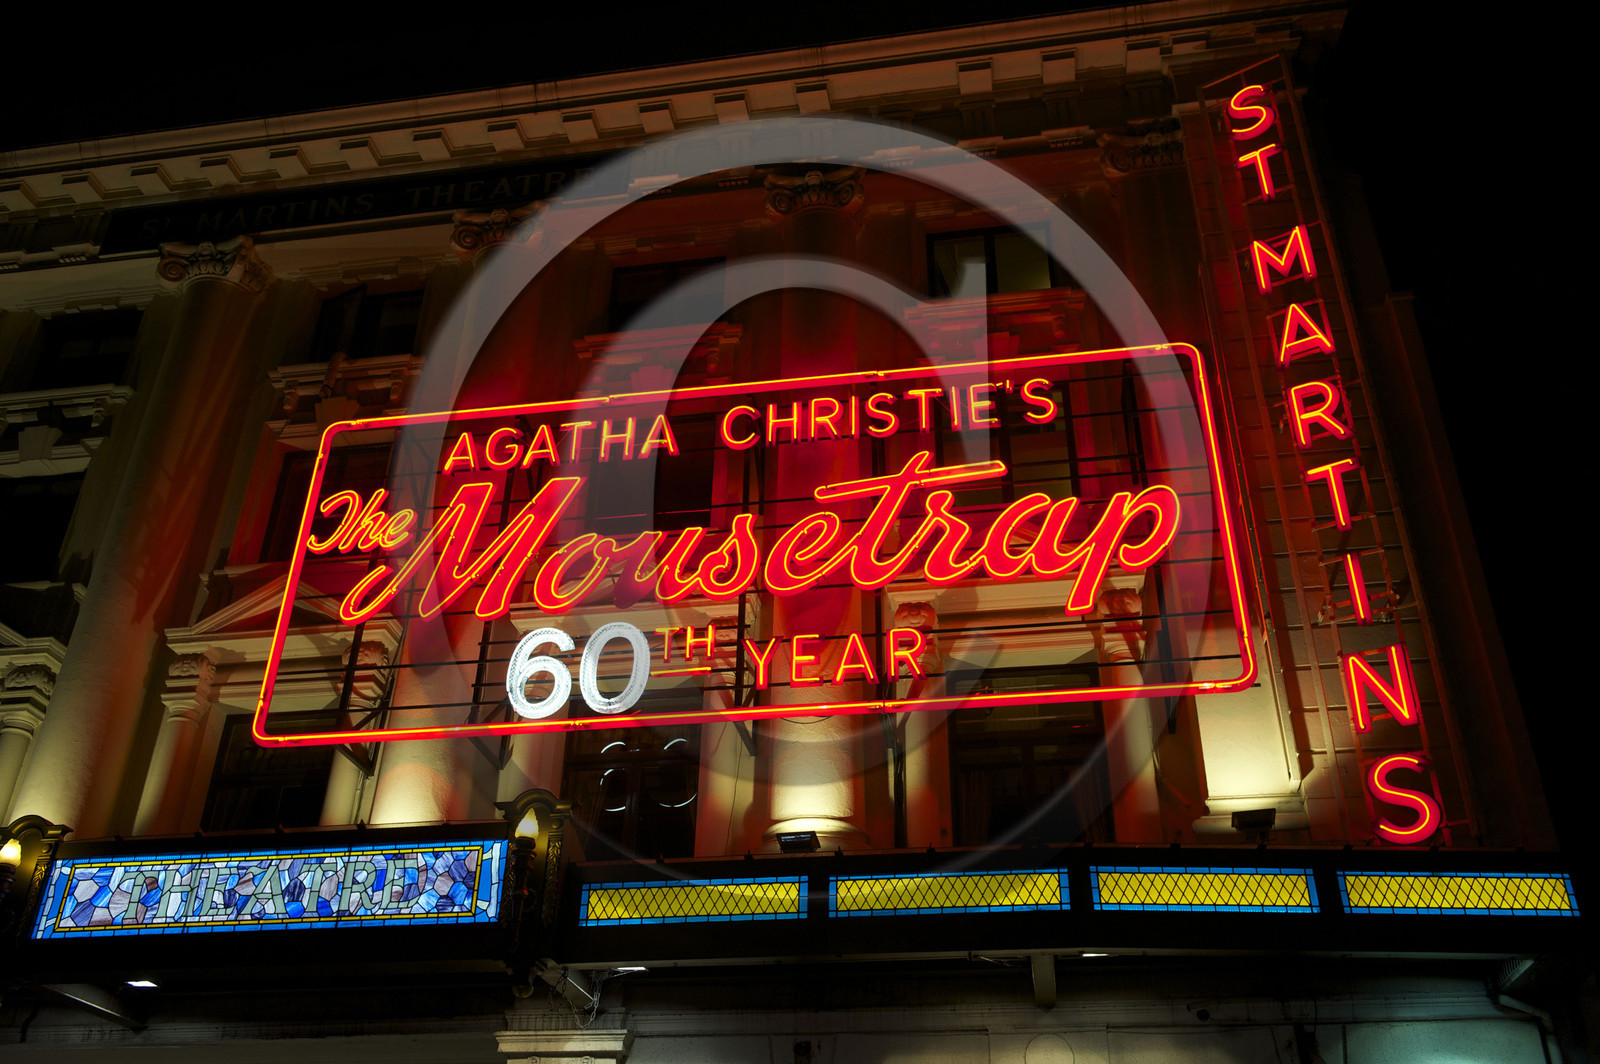 ST MARTINS THEATRE
AGATHA CHRISTIE'S
The Mousetrap
60TH YEAR
ST MARTINS
THEATRE